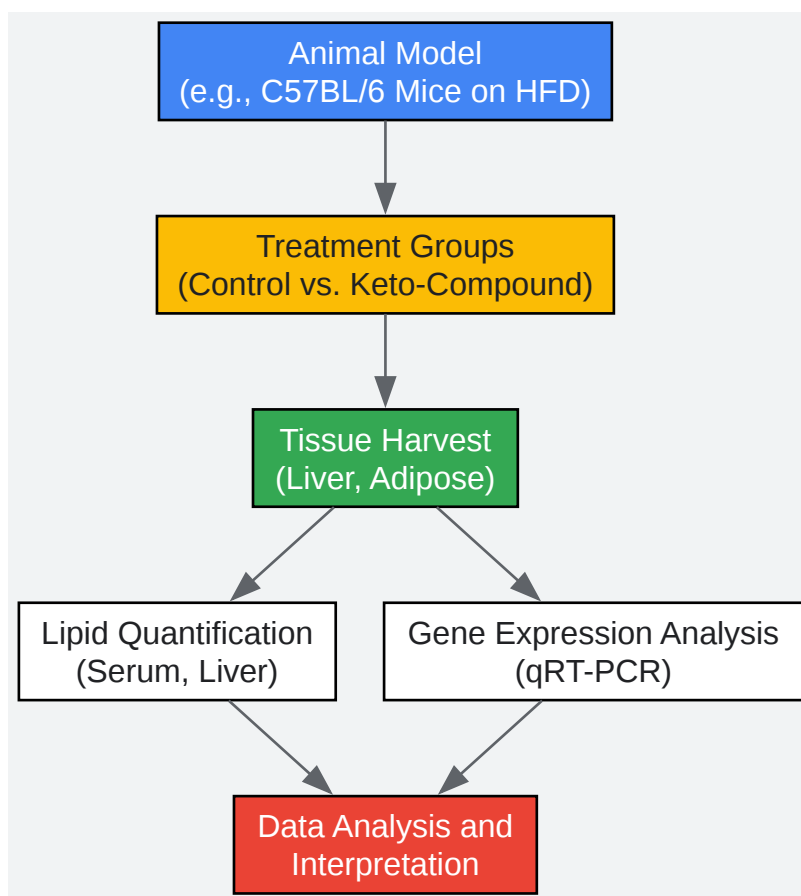 Animal Model
(e.g., C57BL/6 Mice on HFD)
Treatment Groups
(Control vs. Keto-Compound)
Tissue Harvest
(Liver, Adipose)
Lipid Quantification
(Serum, Liver)
Gene Expression Analysis
(qRT-PCR)
Data Analysis and
Interpretation